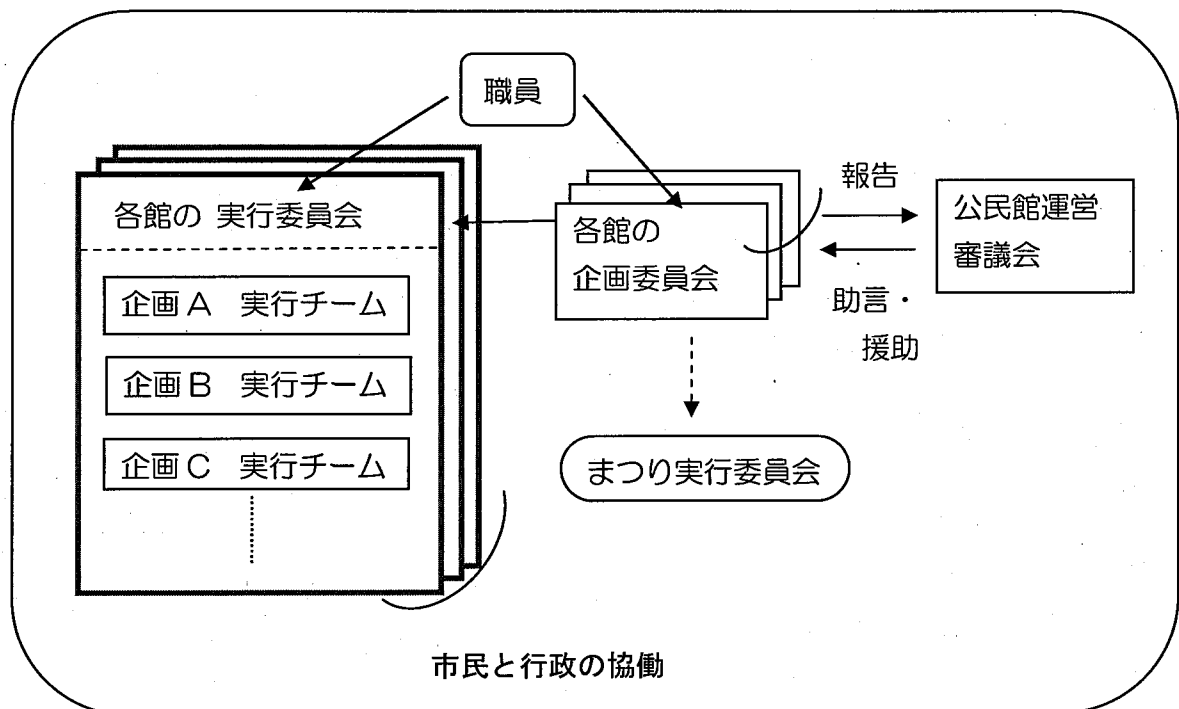 職員
各館の 実行委員会
企画A 実行チーム
企画B 実行チーム
企画C 実行チーム
各館の
企画委員会
報告
助言・
援助
公民館運営
審議会
まつり実行委員会
市民と行政の協働